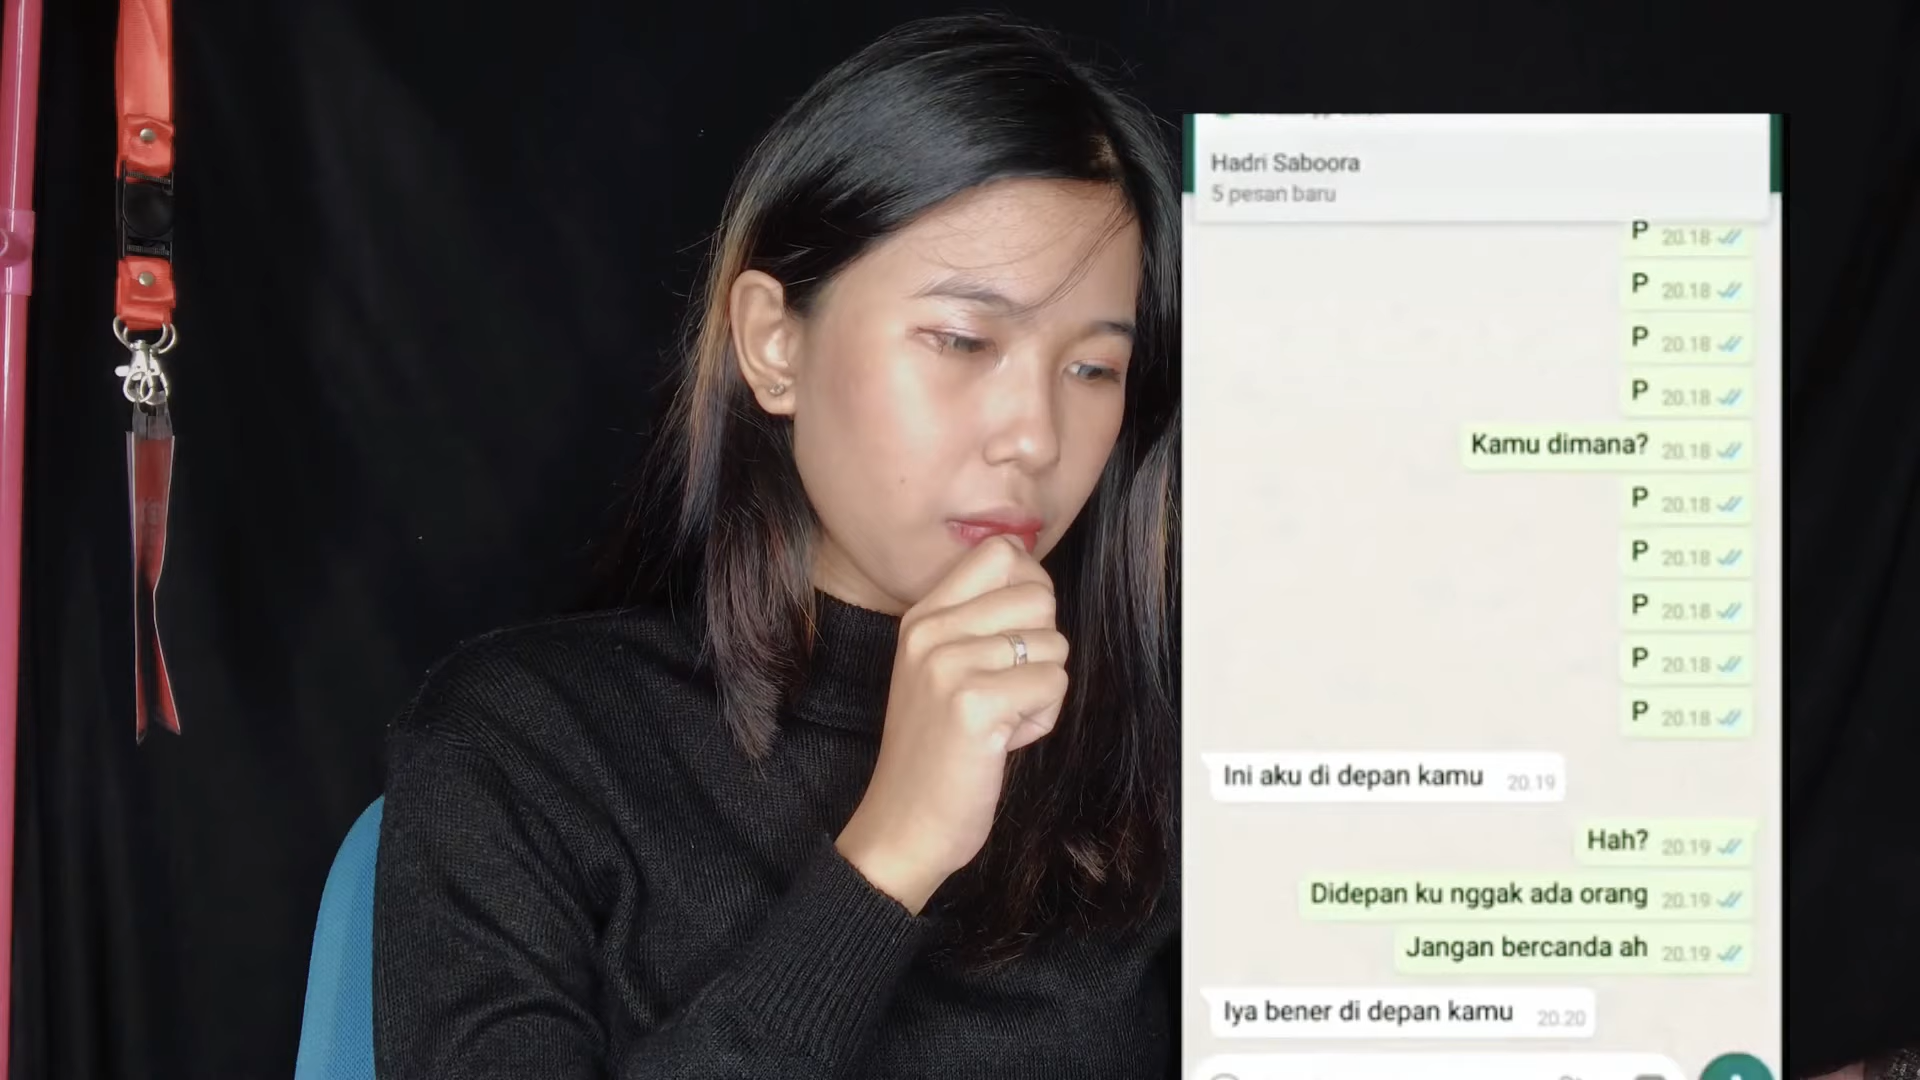 Hadri Saboora
5 pesan baru
P 20.18
P 20.18
P 20.18
P 20.18
Kamu dimana? 20.18
P 20.18
P 20.18
P 20.18
P 20.18
P 20.18
Ini aku di depan kamu 20.19
Hah? 20.19
Didepan ku nggak ada orang 20.19
Jangan bercanda ah 20.19
Iya bener di depan kamu 20.20